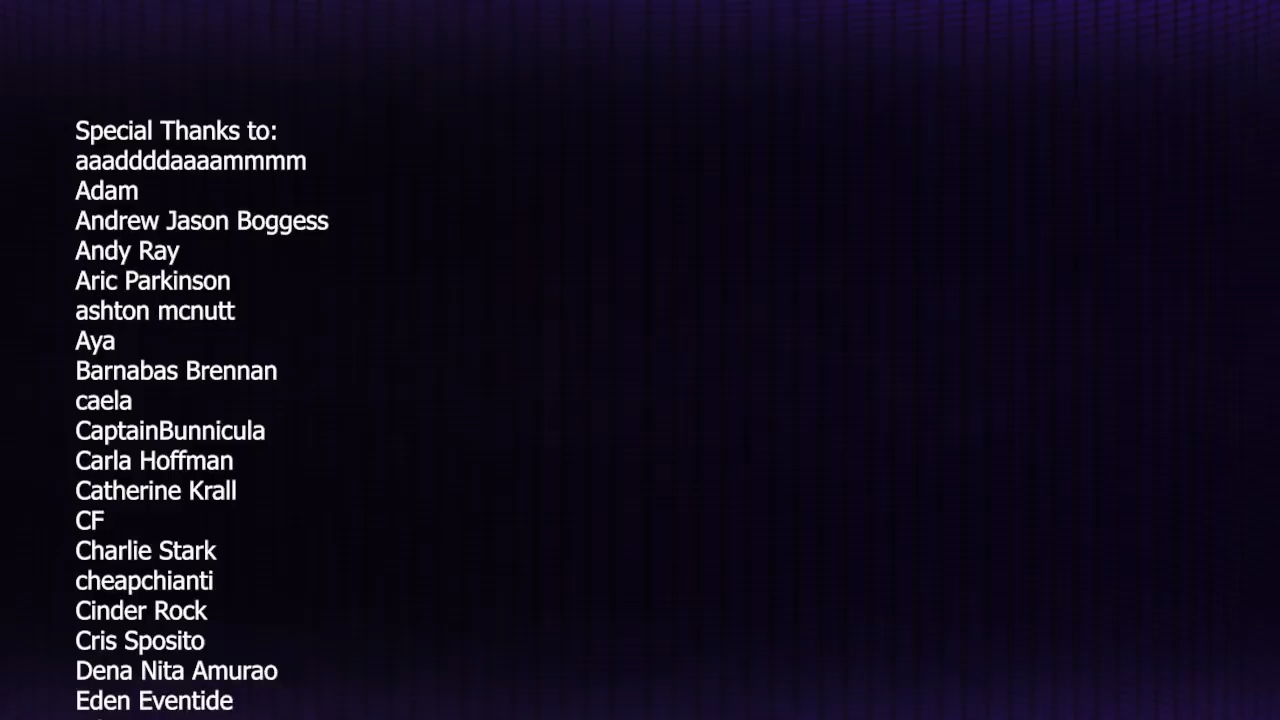 Special Thanks to:
aaaddddaaaammmm
Adam
Andrew Jason Boggess
Andy Ray
Aric Parkinson
ashton mcnutt
Aya
Barnabas Brennan
caela
CaptainBunnicula
Carla Hoffman
Catherine Krall
CF
Charlie Stark
cheapchianti
Cinder Rock
Cris Sposito
Dena Nita Amurao
Eden Eventide